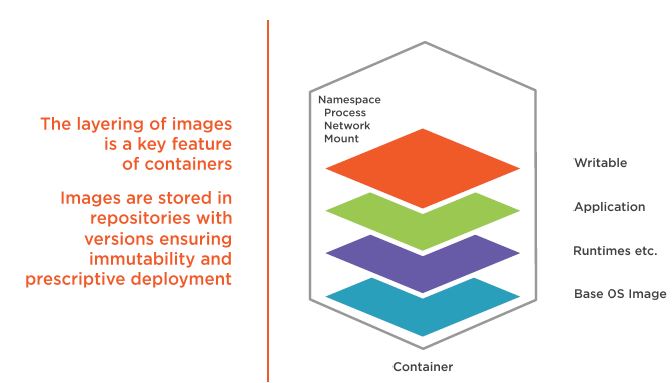 The layering of images
is a key feature
of containers
Images are stored in
repositories with
versions ensuring
immutability and
prescriptive deployment
Namespace
Process
Network
Mount
Writable
Application
Runtimes etc.
Base OS Image
Container